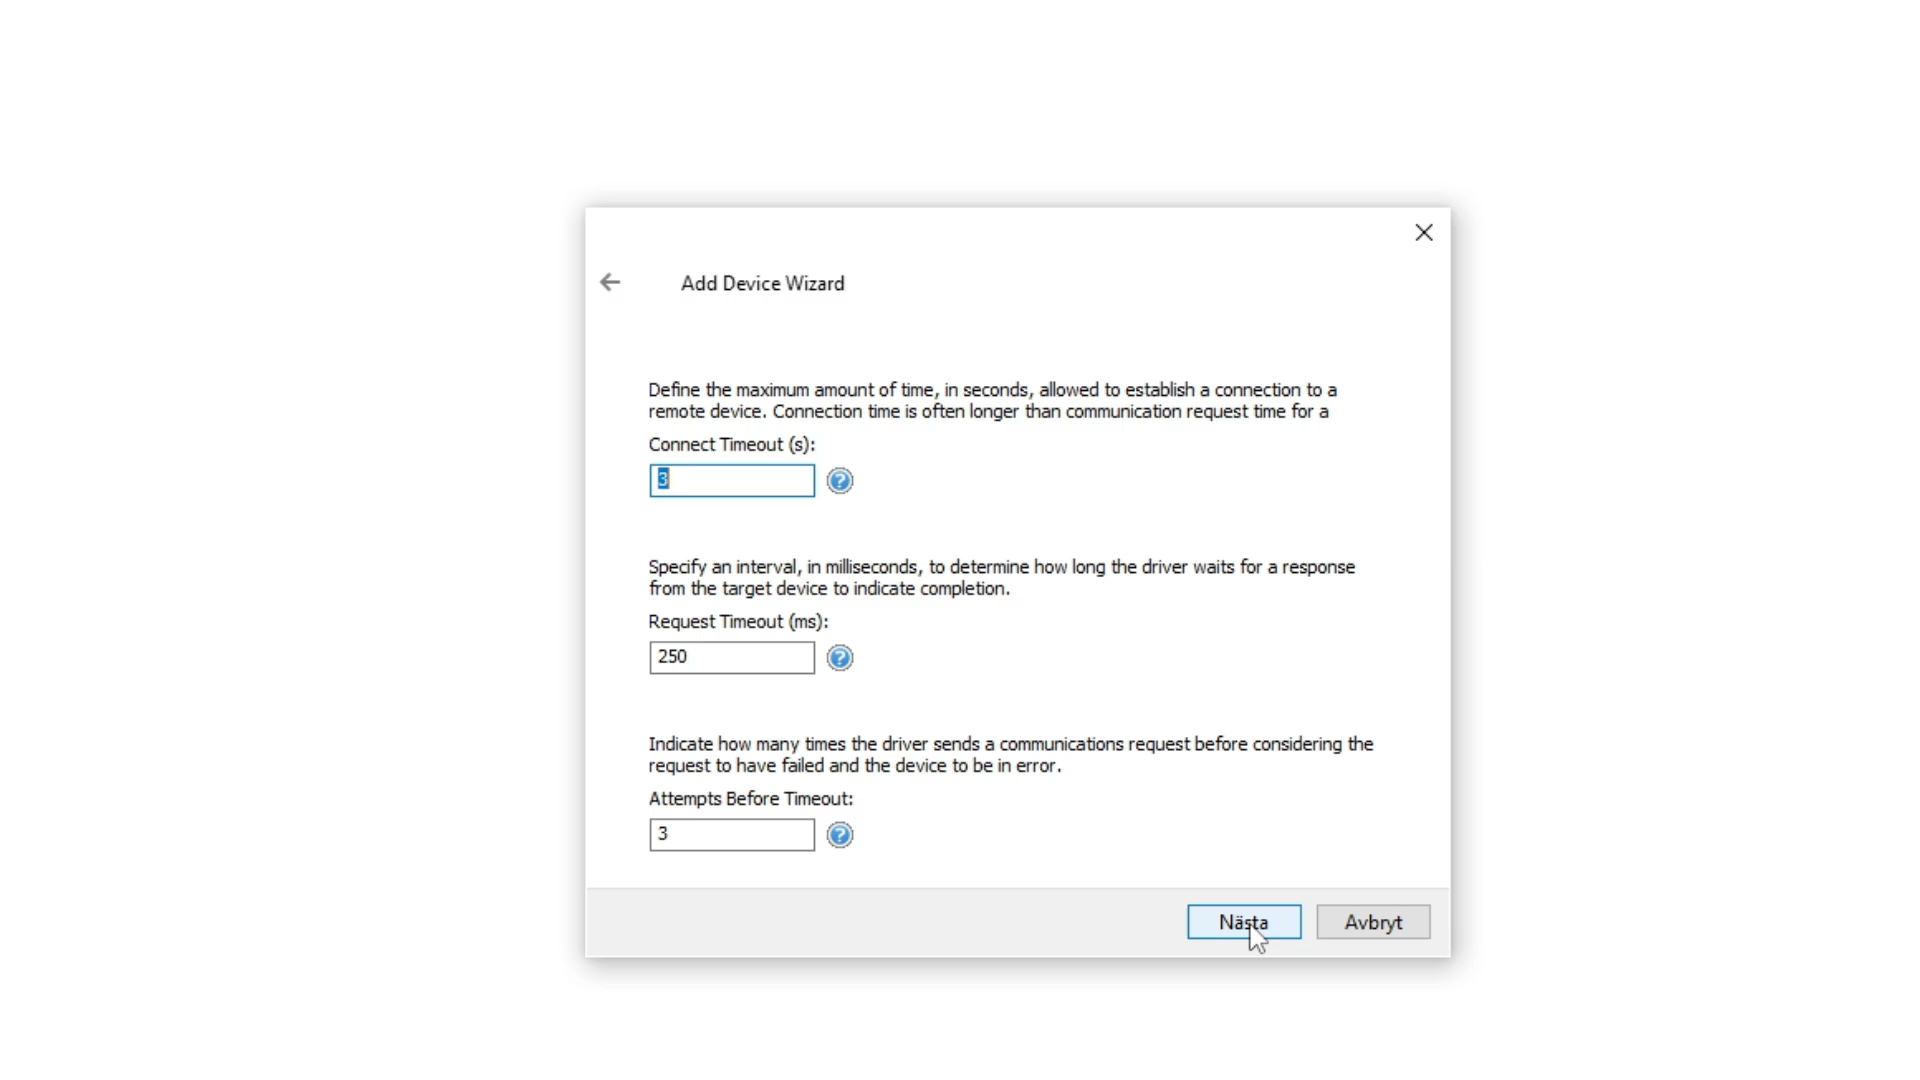 Add Device Wizard
Define the maximum amount of time, in seconds, allowed to establish a connection to a
remote device. Connection time is often longer than communication request time for a
Connect Timeout (s):
3
Specify an interval, in milliseconds, to determine how long the driver waits for a response
from the target device to indicate completion.
Request Timeout (ms):
250
Indicate how many times the driver sends a communications request before considering the
request to have failed and the device to be in error.
Attempts Before Timeout:
3
Nästa Avbryt